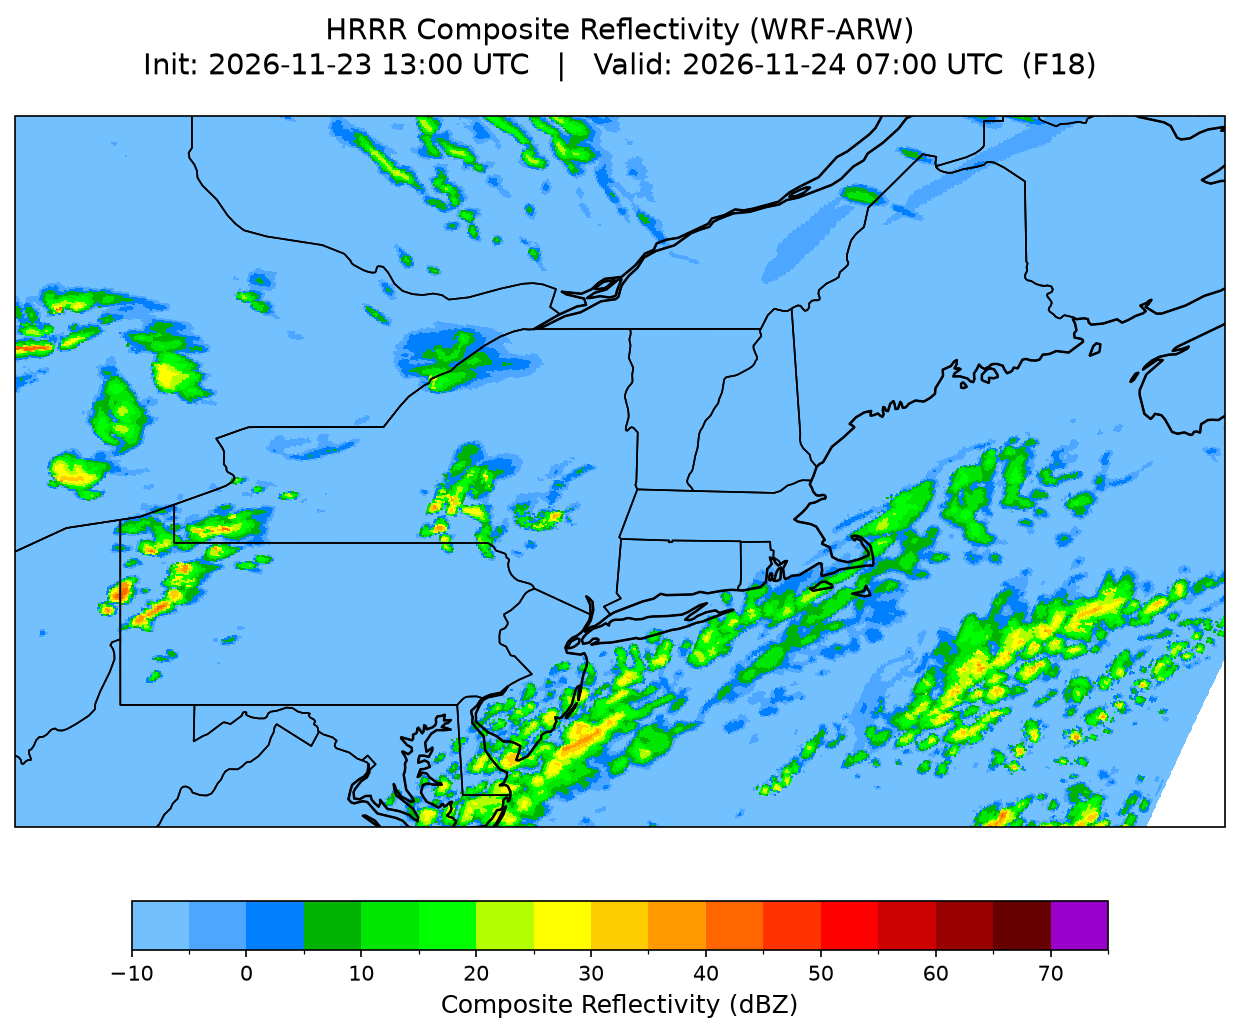 HRRR Composite Reflectivity (WRF-ARW)
Init: 2026-11-23 13:00 UTC   |   Valid: 2026-11-24 07:00 UTC  (F18)
−10 0 10 20 30 40 50 60 70
Composite Reflectivity (dBZ)